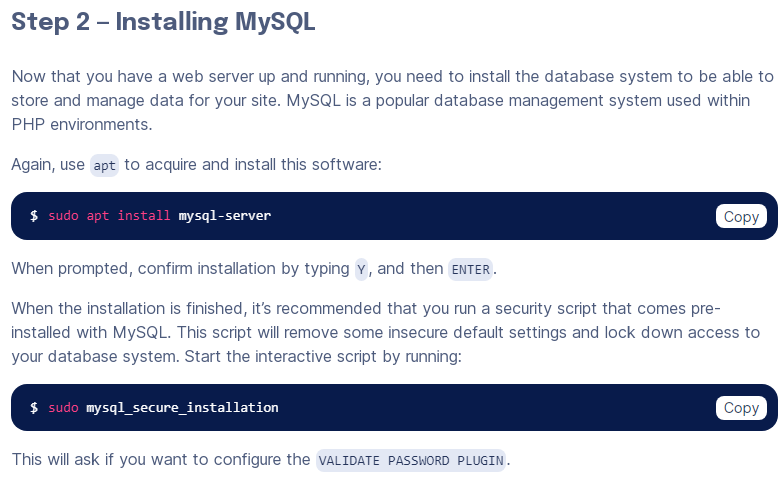 Step 2 – Installing MySQL
Now that you have a web server up and running, you need to install the database system to be able to
store and manage data for your site. MySQL is a popular database management system used within
PHP environments.
Again, use apt to acquire and install this software:
$ sudo apt install mysql-server
Copy
When prompted, confirm installation by typing Y, and then ENTER.
When the installation is finished, it’s recommended that you run a security script that comes pre-
installed with MySQL. This script will remove some insecure default settings and lock down access to
your database system. Start the interactive script by running:
$ sudo mysql_secure_installation
Copy
This will ask if you want to configure the VALIDATE PASSWORD PLUGIN.